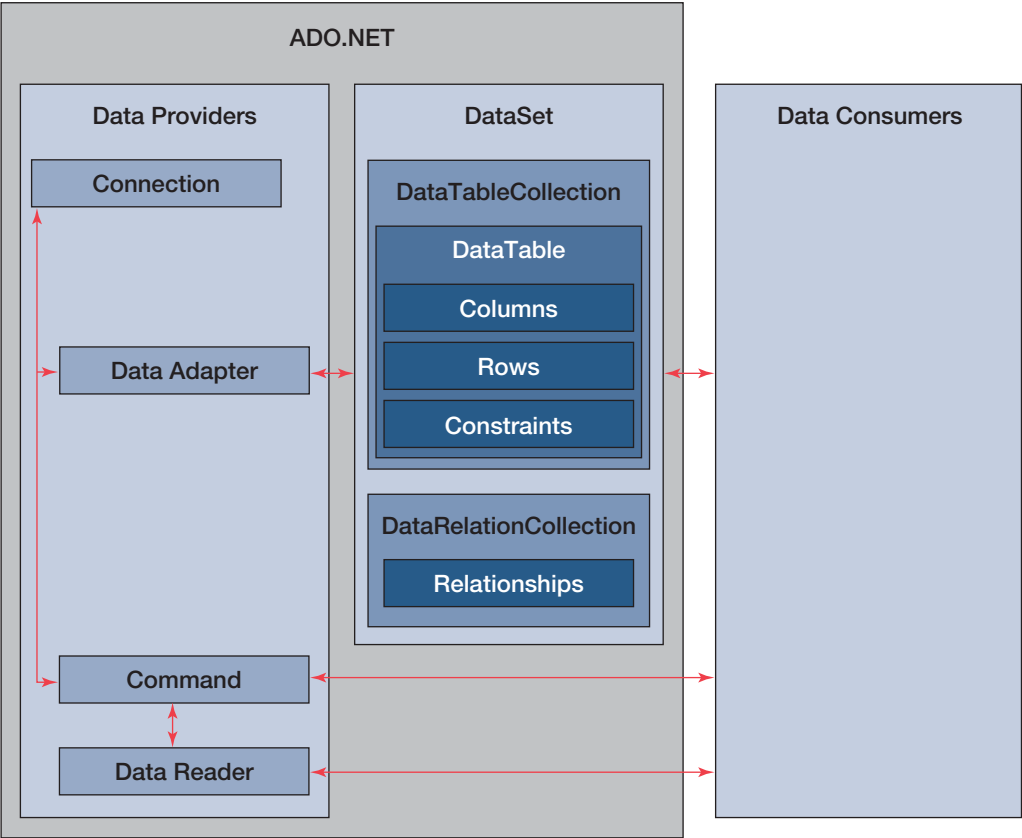 ADO.NET
Data Providers
Connection
Data Adapter
Command
Data Reader
DataSet
DataTableCollection
DataTable
Columns
Rows
Constraints
DataRelationCollection
Relationships
Data Consumers